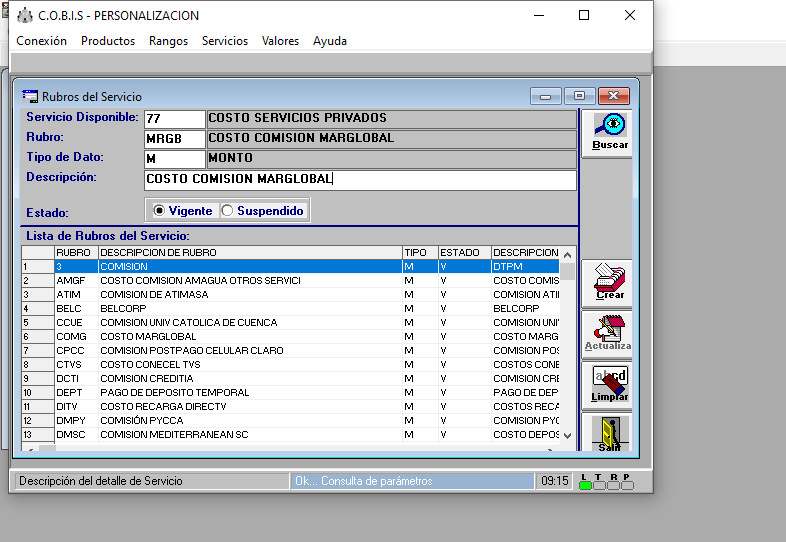 C.O.B.I.S - PERSONALIZACION
Conexión Productos Rangos Servicios Valores Ayuda
Rubros del Servicio
Servicio Disponible: 77 COSTO SERVICIOS PRIVADOS
Rubro: MRGB COSTO COMISION MARGLOBAL
Tipo de Dato: M MONTO
Descripción: COSTO COMISION MARGLOBAL
Estado: Vigente Suspendido
Buscar
Lista de Rubros del Servicio:
RUBRO DESCRIPCION DE RUBRO TIPO ESTADO DESCRIPCION
1 3 COMISION M V DTPM
2 AMGF COSTO COMISION AMAGUA OTROS SERVICI M V COSTO COMIS
3 ATIM COMISION DE ATIMASA M V COMISION ATI
4 BELC BELCORP M V BELCORP
5 CCUE COMISION UNIV CATOLICA DE CUENCA M V COMISION UNIV
6 COMG COSTO MARGLOBAL M V COSTO MARG
7 CPCC COMISION POSTPAGO CELULAR CLARO M V COMISION POS
8 CTVS COSTO CONECEL TVS M V COSTOS CONE
9 DCTI COMISION CREDITIA M V COMISION CRE
10 DEPT PAGO DE DEPOSITO TEMPORAL M V PAGO DE DEP
11 DITV COSTO RECARGA DIRECTV M V COSTOS RECA
12 DMPY COMISIÓN PYCCA M V COMISION PYC
13 DMSC COMISION MEDITERRANEAN SC M V COSTO DEPOS
Crear
Actualiza
abcd
Limpiar
Salir
Descripción del detalle de Servicio Ok... Consulta de parámetros 09:15 L T R P